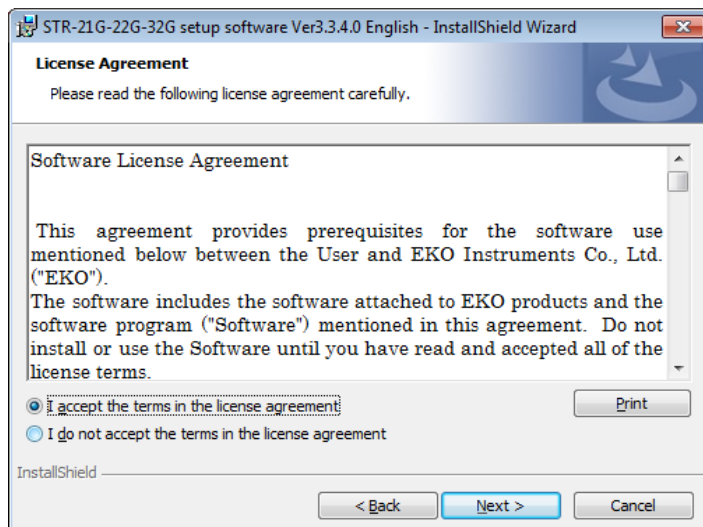 STR-21G-22G-32G setup software Ver3.3.4.0 English - InstallShield Wizard
License Agreement
Please read the following license agreement carefully.
Software License Agreement
This agreement provides prerequisites for the software use
mentioned below between the User and EKO Instruments Co., Ltd.
("EKO").
The software includes the software attached to EKO products and the
software program ("Software") mentioned in this agreement. Do not
install or use the Software until you have read and accepted all of the
license terms.
I accept the terms in the license agreement
Print
I do not accept the terms in the license agreement
InstallShield
< Back
Next >
Cancel